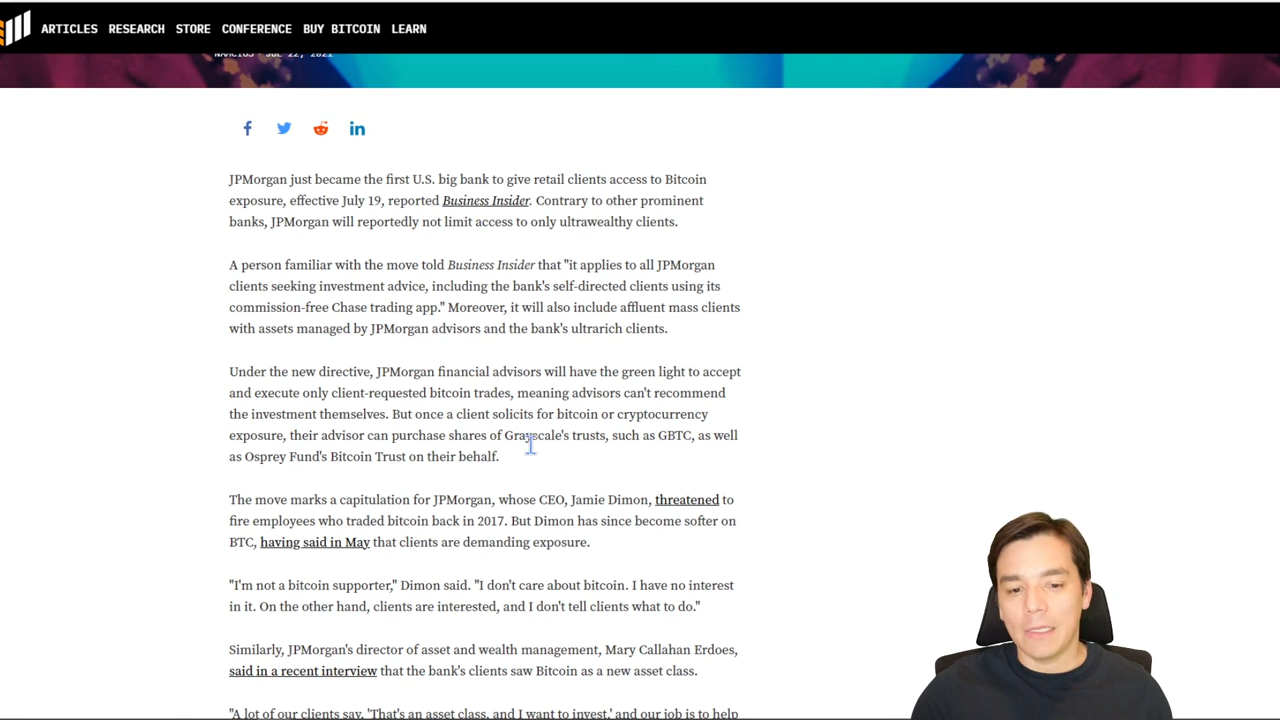 ARTICLES RESEARCH STORE CONFERENCE BUY BITCOIN LEARN
NAMCIOS · JUL 22, 2021
JPMorgan just became the first U.S. big bank to give retail clients access to Bitcoin
exposure, effective July 19, reported Business Insider. Contrary to other prominent
banks, JPMorgan will reportedly not limit access to only ultrawealthy clients.
A person familiar with the move told Business Insider that "it applies to all JPMorgan
clients seeking investment advice, including the bank's self-directed clients using its
commission-free Chase trading app." Moreover, it will also include affluent mass clients
with assets managed by JPMorgan advisors and the bank's ultrarich clients.
Under the new directive, JPMorgan financial advisors will have the green light to accept
and execute only client-requested bitcoin trades, meaning advisors can't recommend
the investment themselves. But once a client solicits for bitcoin or cryptocurrency
exposure, their advisor can purchase shares of Grayscale's trusts, such as GBTC, as well
as Osprey Fund's Bitcoin Trust on their behalf.
The move marks a capitulation for JPMorgan, whose CEO, Jamie Dimon, threatened to
fire employees who traded bitcoin back in 2017. But Dimon has since become softer on
BTC, having said in May that clients are demanding exposure.
"I'm not a bitcoin supporter," Dimon said. "I don't care about bitcoin. I have no interest
in it. On the other hand, clients are interested, and I don't tell clients what to do."
Similarly, JPMorgan's director of asset and wealth management, Mary Callahan Erdoes,
said in a recent interview that the bank's clients saw Bitcoin as a new asset class.
"A lot of our clients say, 'That's an asset class, and I want to invest,' and our job is to help